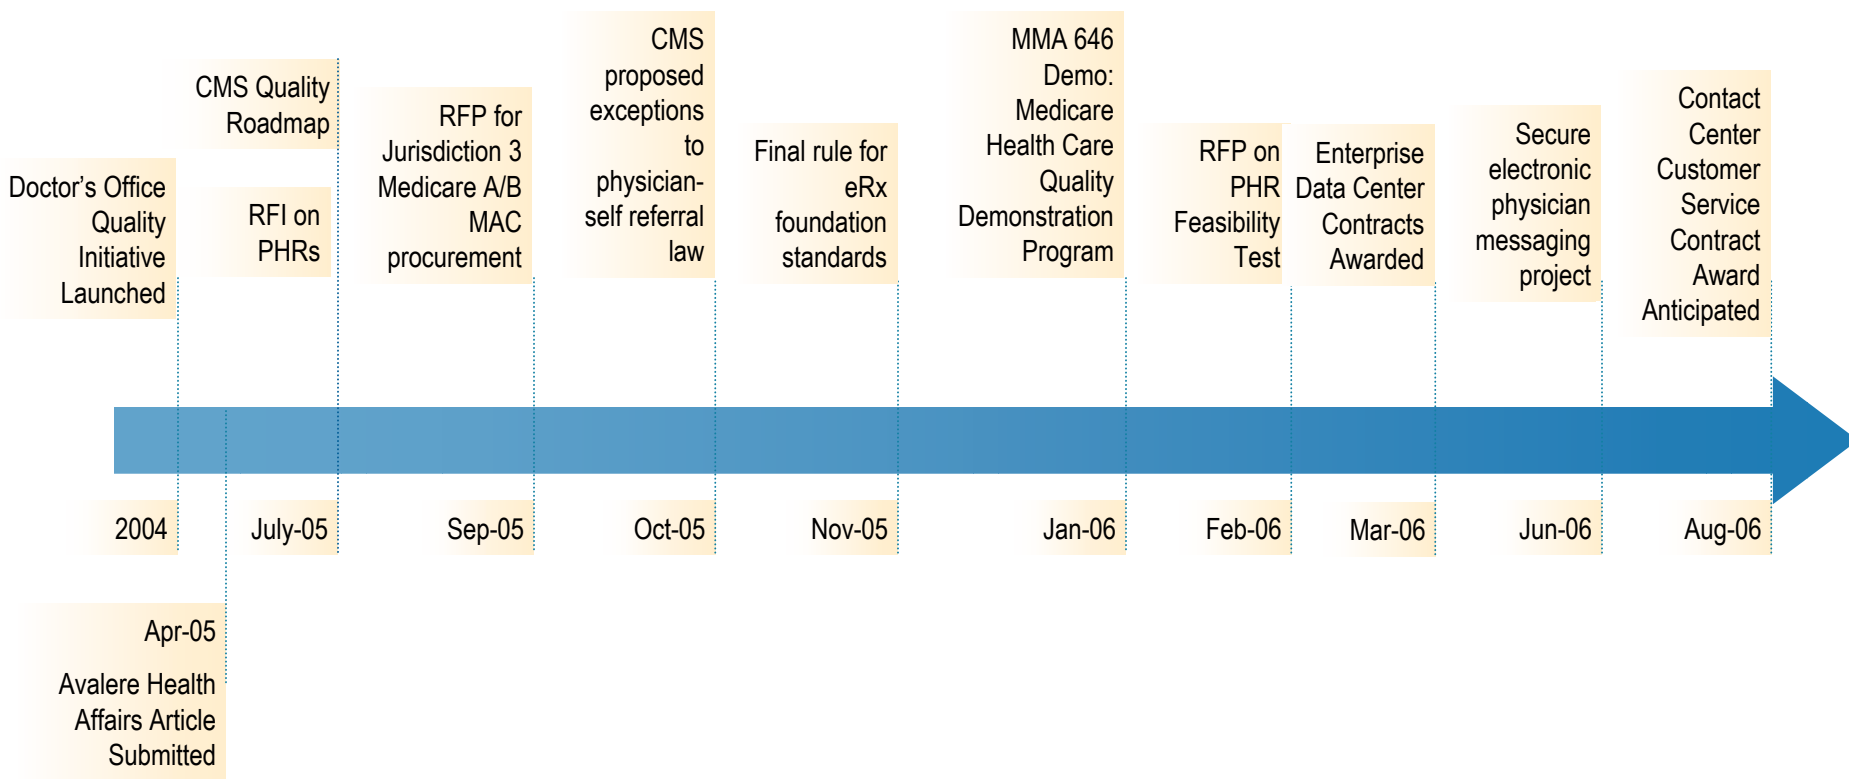 Doctor’s Office
Quality
Initiative
Launched
CMS Quality
Roadmap
RFI on
PHRs
RFP for
Jurisdiction 3
Medicare A/B
MAC
procurement
CMS
proposed
exceptions
to
physician-
self referral
law
Final rule for
eRx
foundation
standards
MMA 646
Demo:
Medicare
Health Care
Quality
Demonstration
Program
RFP on
PHR
Feasibility
Test
Enterprise
Data Center
Contracts
Awarded
Secure
electronic
physician
messaging
project
Contact
Center
Customer
Service
Contract
Award
Anticipated
2004
July-05
Sep-05
Oct-05
Nov-05
Jan-06
Feb-06
Mar-06
Jun-06
Aug-06
Apr-05
Avalere Health
Affairs Article
Submitted